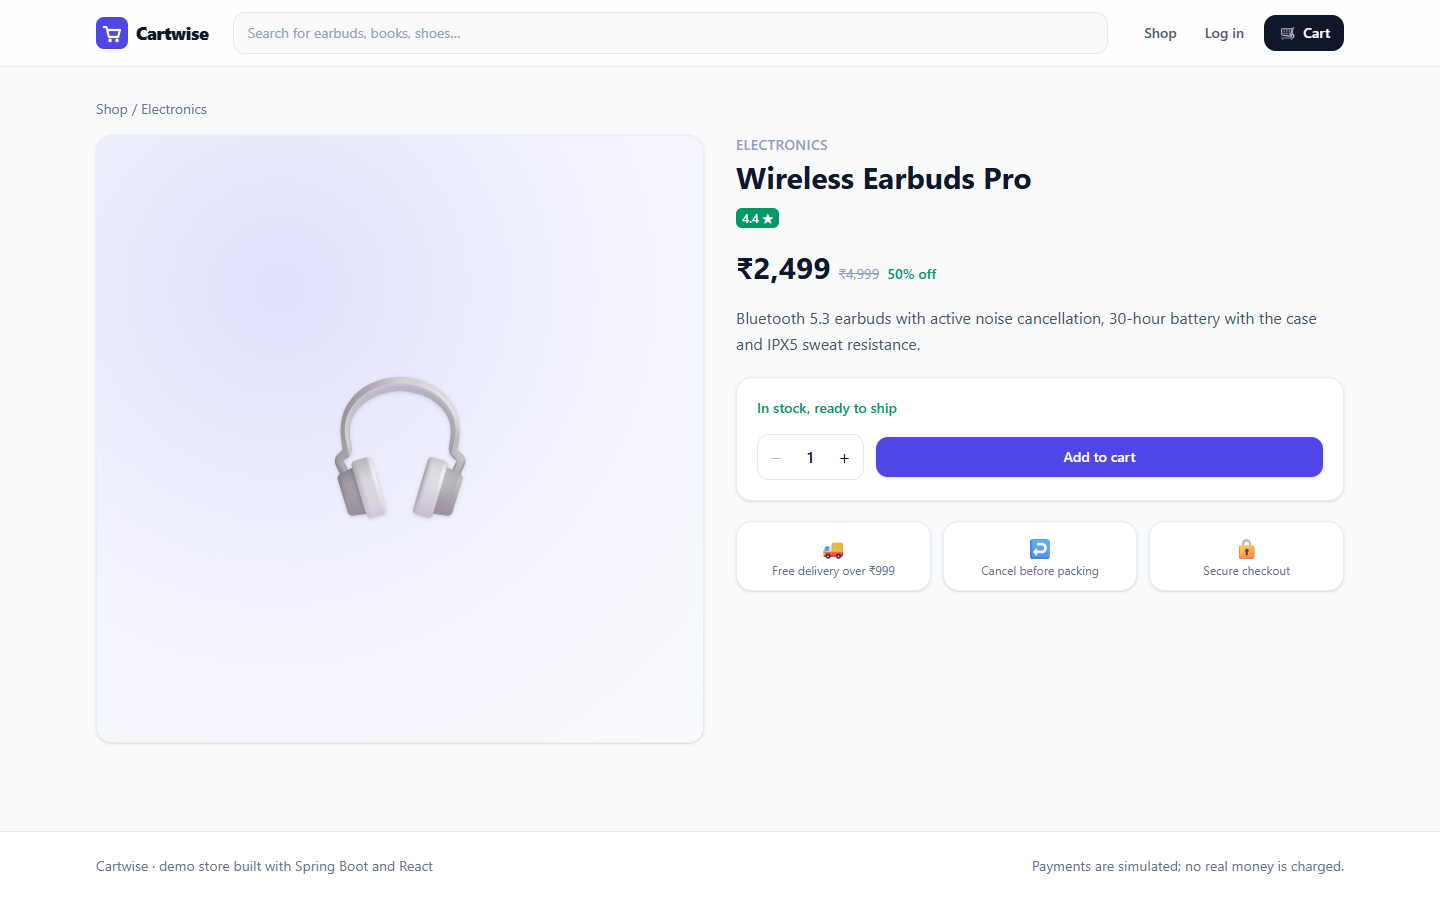 Cartwise
Search for earbuds, books, shoes...
Shop
Log in
Cart
Shop / Electronics
ELECTRONICS
Wireless Earbuds Pro
4.4 ★
₹2,499 ₹4,999 50% off
Bluetooth 5.3 earbuds with active noise cancellation, 30-hour battery with the case
and IPX5 sweat resistance.
In stock, ready to ship
− 1 +
Add to cart
Free delivery over ₹999
Cancel before packing
Secure checkout
Cartwise · demo store built with Spring Boot and React
Payments are simulated; no real money is charged.